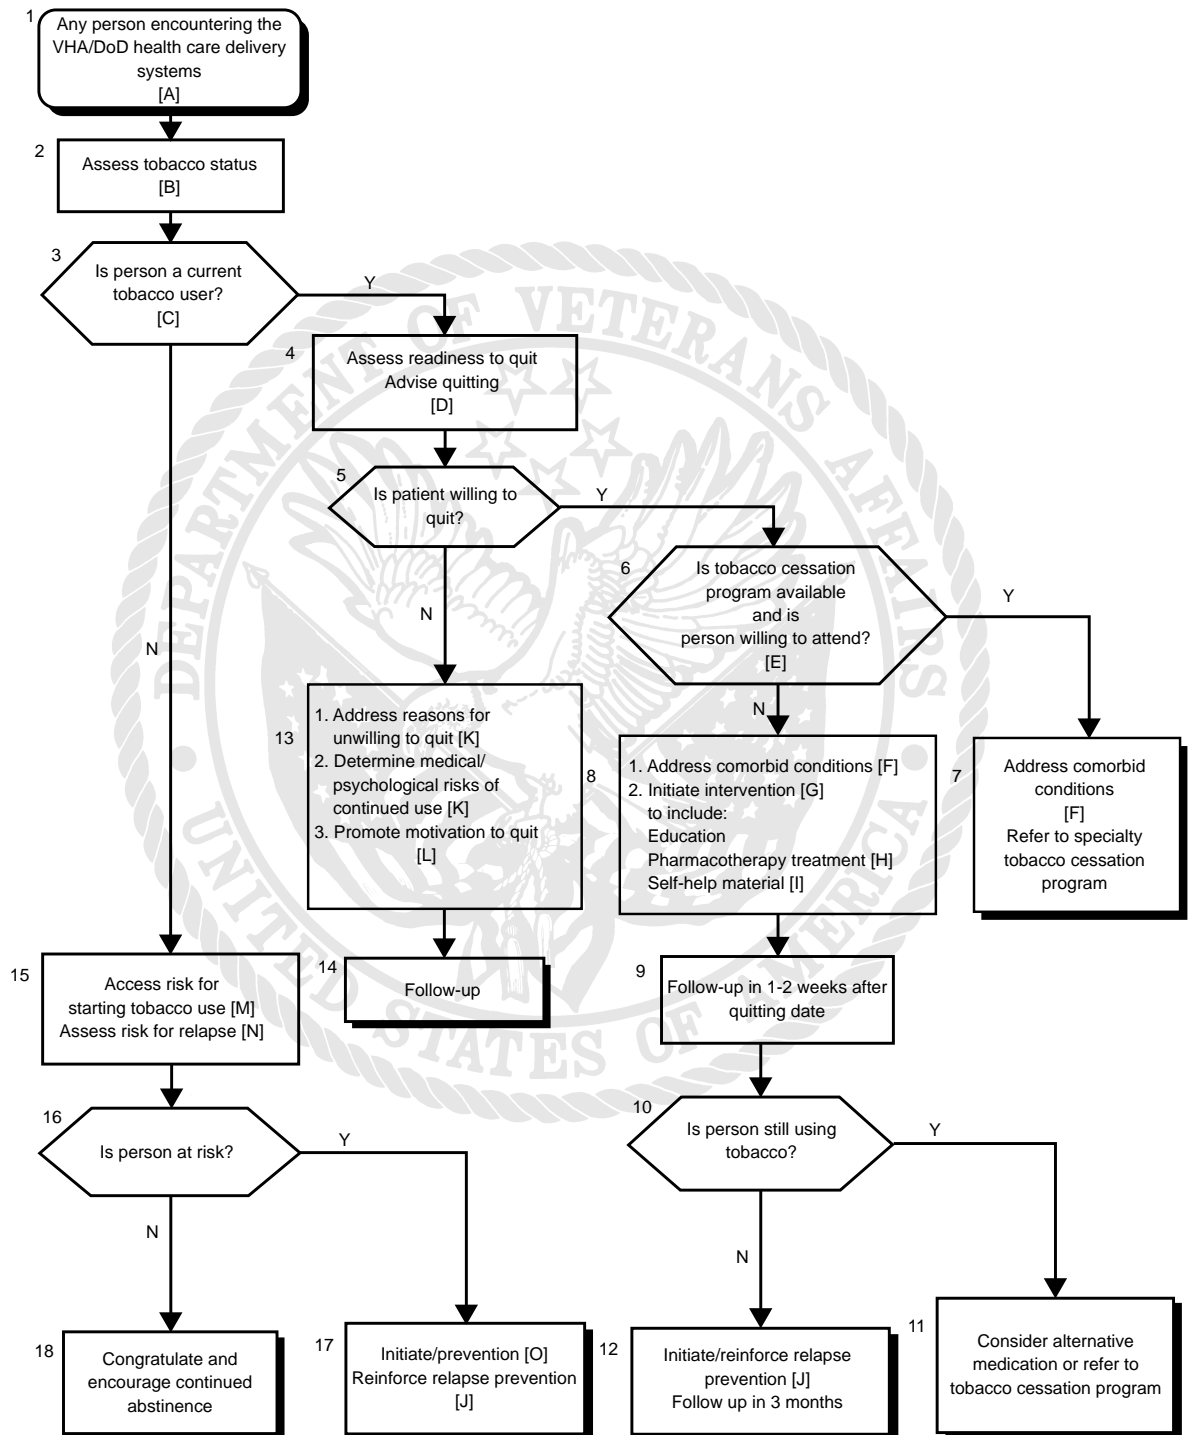 1
Any person encountering the
VHA/DoD health care delivery
systems
[A]
2
Assess tobacco status
[B]
3
Is person a current
tobacco user?
[C]
Y
N
4
Assess readiness to quit
Advise quitting
[D]
5
Is patient willing to
quit?
Y
N
6
Is tobacco cessation
program available
and is
person willing to attend?
[E]
Y
N
13
1. Address reasons for
unwilling to quit [K]
2. Determine medical/
psychological risks of
continued use [K]
3. Promote motivation to quit
[L]
8
1. Address comorbid conditions [F]
2. Initiate intervention [G]
to include:
Education
Pharmacotherapy treatment [H]
Self-help material [I]
7
Address comorbid
conditions
[F]
Refer to specialty
tobacco cessation
program
15
Access risk for
starting tobacco use [M]
Assess risk for relapse [N]
14
Follow-up
9
Follow-up in 1-2 weeks after
quitting date
16
Is person at risk?
Y
N
10
Is person still using
tobacco?
Y
N
18
Congratulate and
encourage continued
abstinence
17
Initiate/prevention [O]
Reinforce relapse prevention
[J]
12
Initiate/reinforce relapse
prevention [J]
Follow up in 3 months
11
Consider alternative
medication or refer to
tobacco cessation program
DEPARTMENT OF VETERANS AFFAIRS
UNITED STATES OF AMERICA